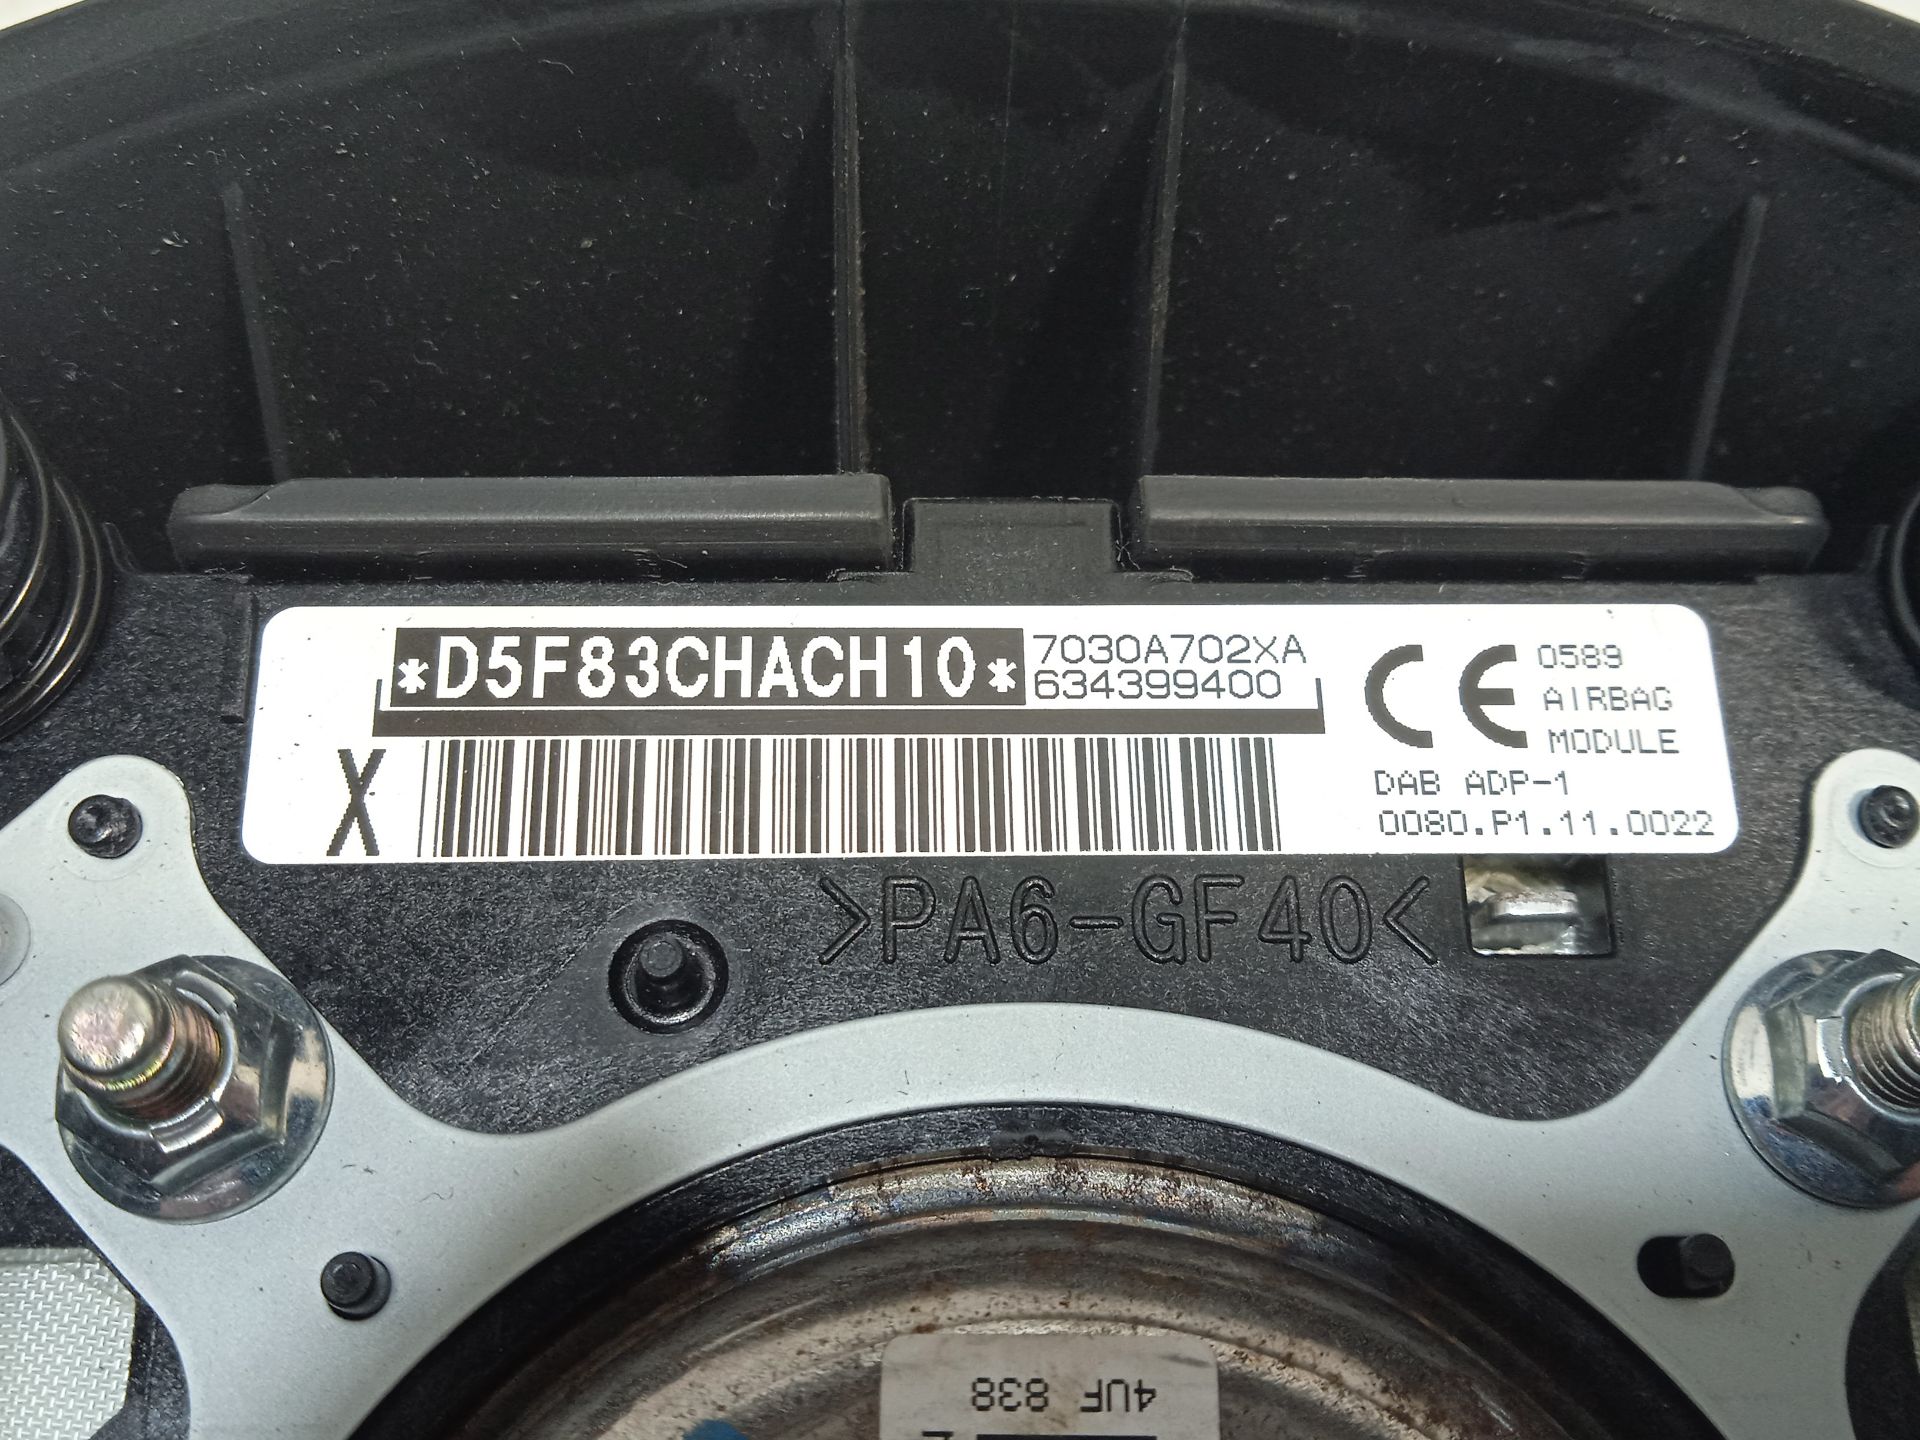 *D5F83CHACH10*
7030A702XA
634399400
X
CE
0589
AIRBAG
MODULE
DAB ADP-1
0080.P1.11.0022
>PA6-GF40<
4UF 838